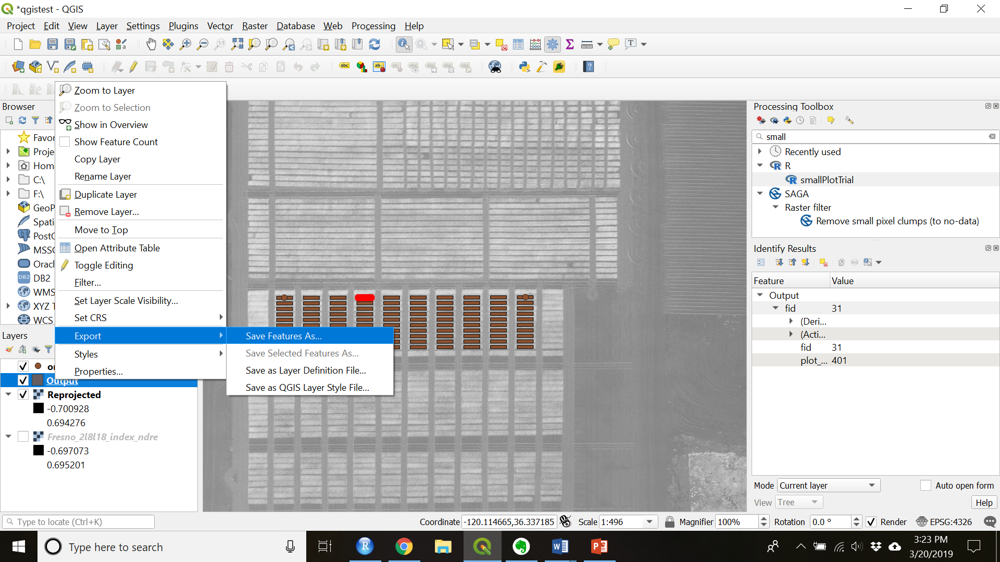 *qgistest - QGIS
Project Edit View Layer Settings Plugins Vector Raster Database Web Processing Help
Zoom to Layer
Zoom to Selection
Show in Overview
Show Feature Count
Copy Layer
Rename Layer
Duplicate Layer
Remove Layer...
Move to Top
Open Attribute Table
Toggle Editing
Filter...
Set Layer Scale Visibility...
Set CRS
Export
Styles
Properties...
Save Features As...
Save Selected Features As...
Save as Layer Definition File...
Save as QGIS Layer Style File...
Browser
Favor
Proje
Hom
C:\
F:\
GeoP
Spati
PostG
MSSQ
Oracl
DB2
DB2
WMS
XYZ T
WCS
Layers
or
Output
Reprojected
-0.700928
0.694276
Fresno_2l8l18_index_ndre
-0.697073
0.695201
Processing Toolbox
small
Recently used
R
smallPlotTrial
SAGA
Raster filter
Remove small pixel clumps (to no-data)
Identify Results
Feature Value
Output
fid 31
(Deri...
(Acti...
fid 31
plot_... 401
Mode Current layer Auto open form
View Tree Help
Type to locate (Ctrl+K) Coordinate -120.114665,36.337185 Scale 1:496 Magnifier 100% Rotation 0.0 ° Render EPSG:4326
Type here to search
3:23 PM
3/20/2019